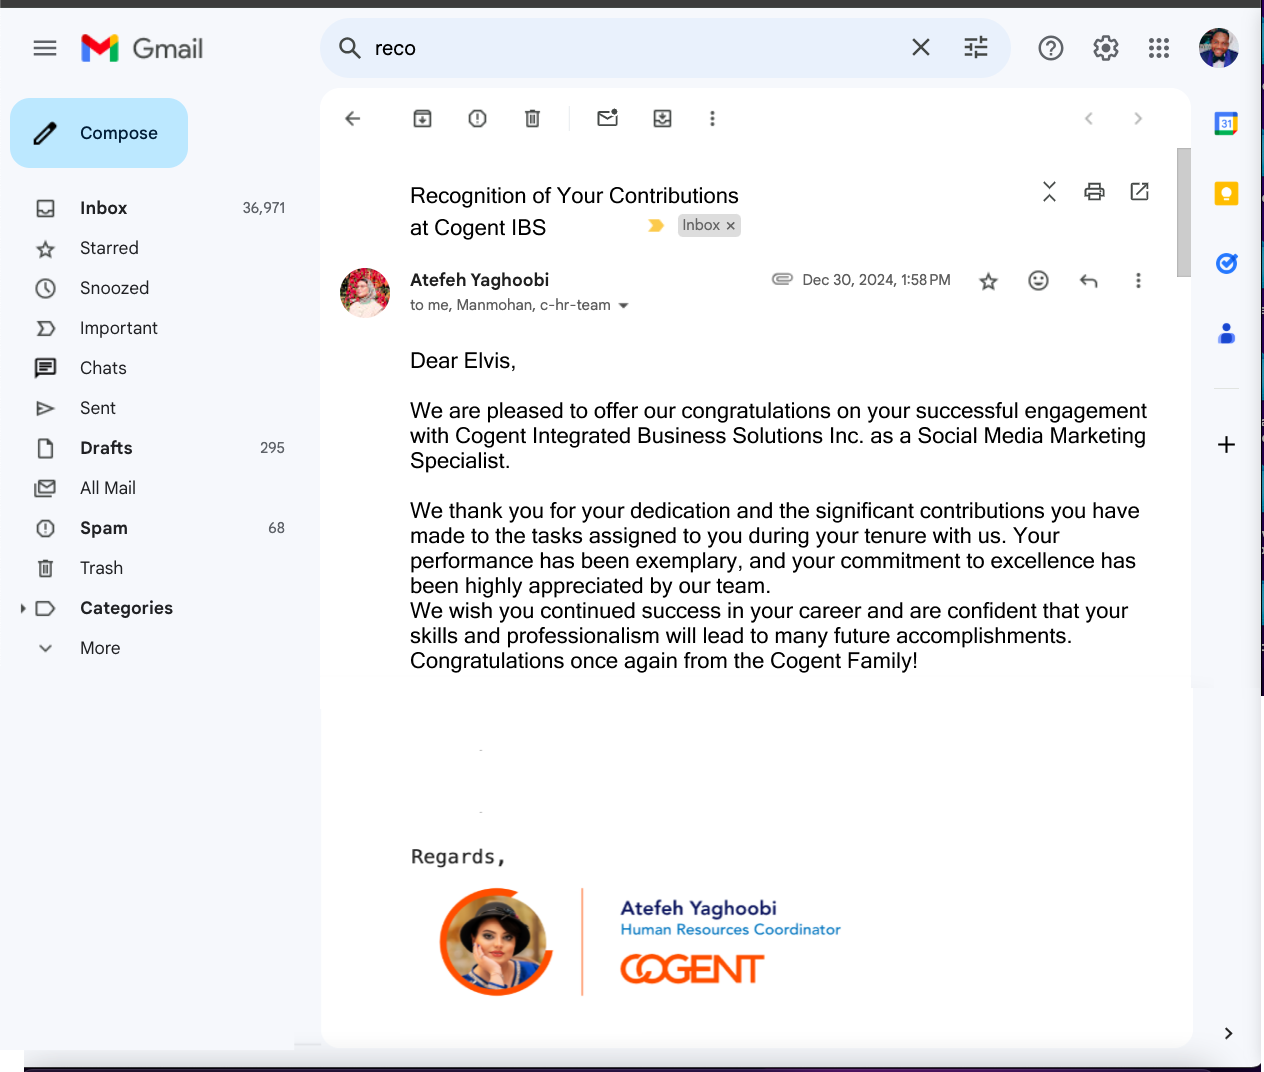 Gmail
reco
Compose
Inbox 36,971
Starred
Snoozed
Important
Chats
Sent
Drafts 295
All Mail
Spam 68
Trash
Categories
More
31
Recognition of Your Contributions
at Cogent IBS
Inbox ×
Atefeh Yaghoobi
Dec 30, 2024, 1:58 PM
to me, Manmohan, c-hr-team
Dear Elvis,
We are pleased to offer our congratulations on your successful engagement
with Cogent Integrated Business Solutions Inc. as a Social Media Marketing
Specialist.
We thank you for your dedication and the significant contributions you have
made to the tasks assigned to you during your tenure with us. Your
performance has been exemplary, and your commitment to excellence has
been highly appreciated by our team.
We wish you continued success in your career and are confident that your
skills and professionalism will lead to many future accomplishments.
Congratulations once again from the Cogent Family!
Regards,
Atefeh Yaghoobi
Human Resources Coordinator
COGENT